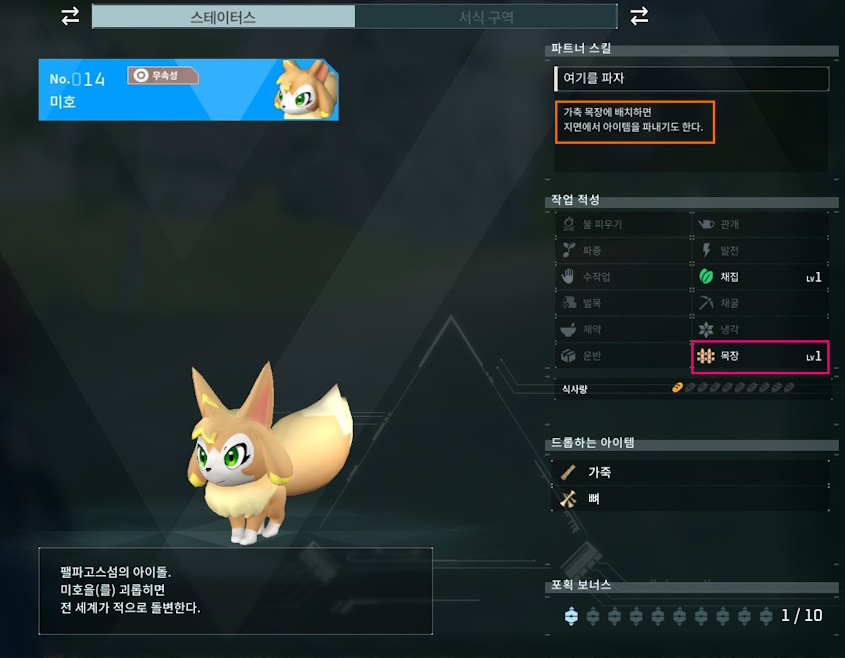 스테이터스
서식 구역
No.014
무속성
미호
파트너 스킬
여기를 파자
가축 목장에 배치하면
지면에서 아이템을 파내기도 한다.
작업 적성
불 피우기
관개
파종
발전
수작업
채집 LV1
벌목
채굴
제약
냉각
운반
목장 LV1
식사량
드롭하는 아이템
가죽
뼈
팰파고스섬의 아이돌.
미호을(를) 괴롭히면
전 세계가 적으로 돌변한다.
포획 보너스
1 / 10